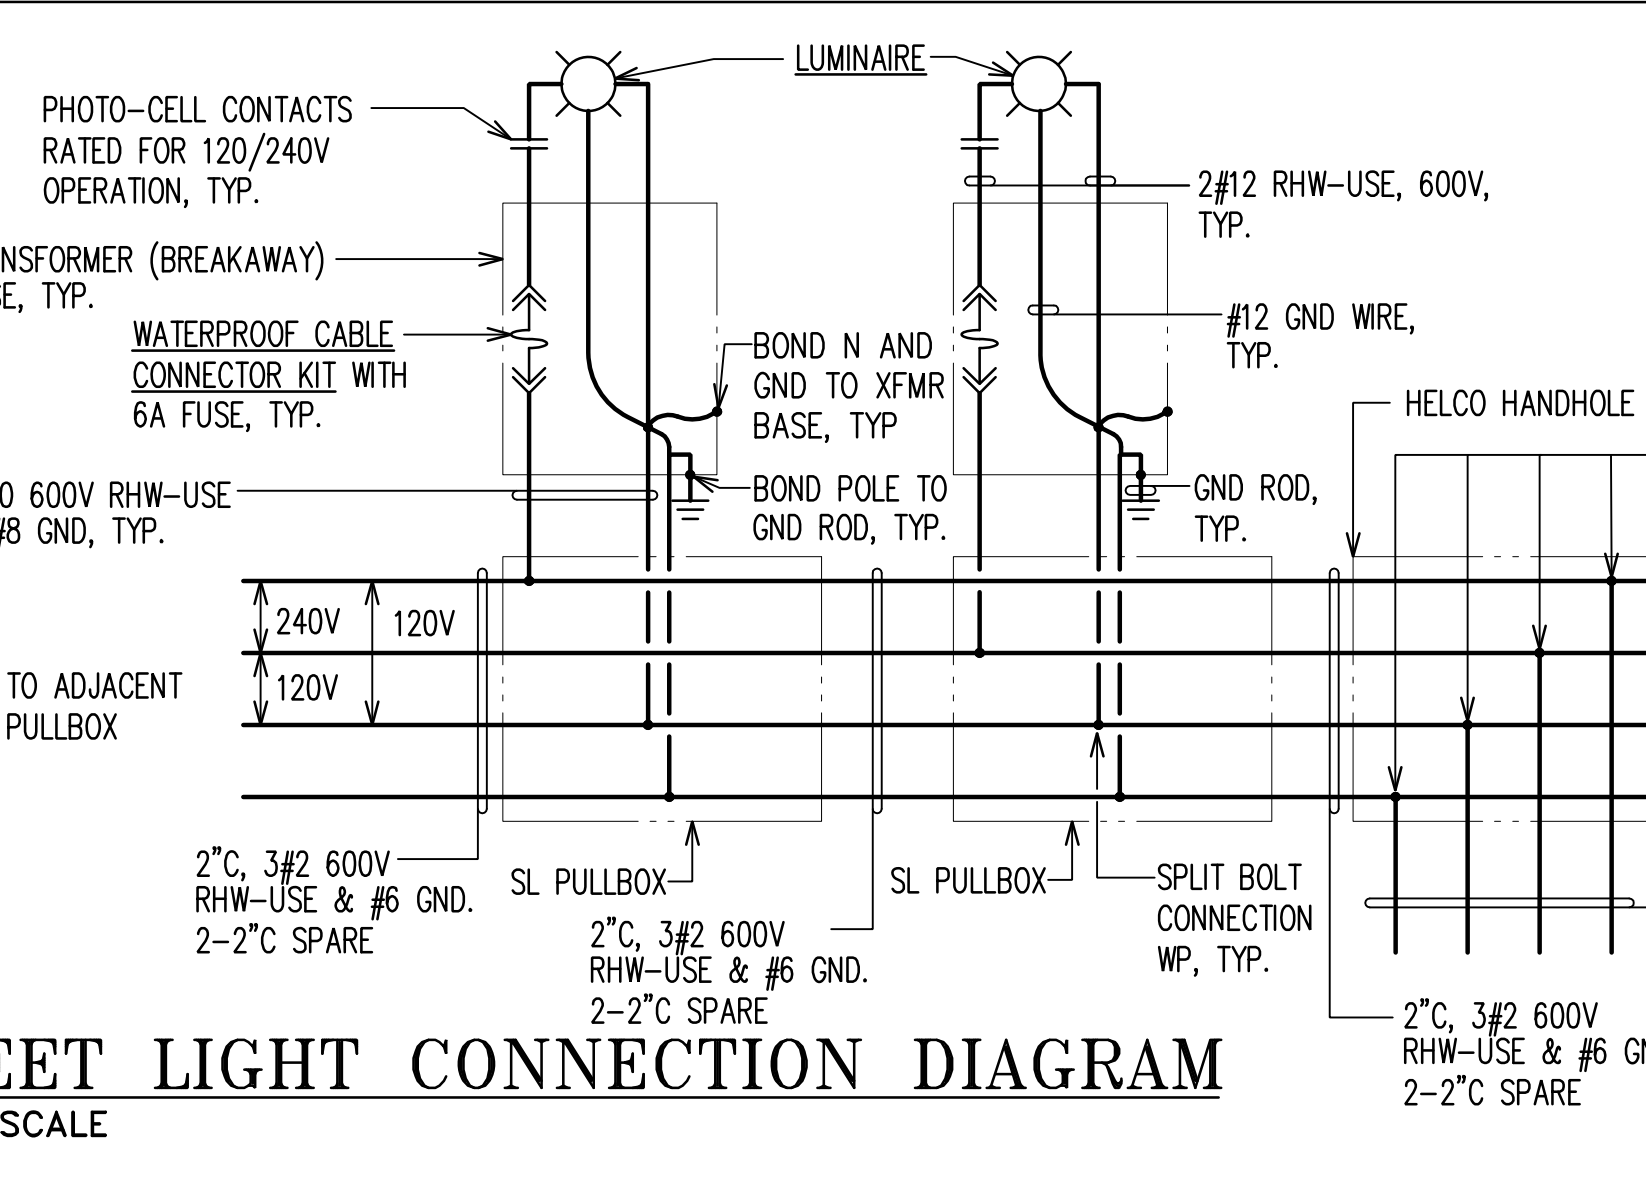 LUMINAIRE
PHOTO-CELL CONTACTS
RATED FOR 120/240V
OPERATION, TYP.
2#12 RHW-USE, 600V,
TYP.
(BREAKAWAY)
TYP.
WATERPROOF CABLE
CONNECTOR KIT WITH
6A FUSE, TYP.
BOND N AND
GND TO XFMR
BASE, TYP
#12 GND WIRE,
TYP.
HELCO HANDHOLE
600V RHW-USE
#8 GND, TYP.
BOND POLE TO
GND ROD, TYP.
GND ROD,
TYP.
240V
120V
120V
TO ADJACENT
PULLBOX
2"C, 3#2 600V
RHW-USE & #6 GND.
2-2"C SPARE
SL PULLBOX
2"C, 3#2 600V
RHW-USE & #6 GND.
2-2"C SPARE
SL PULLBOX
SPLIT BOLT
CONNECTION
WP, TYP.
2"C, 3#2 600V
RHW-USE & #6
2-2"C SPARE
LIGHT CONNECTION DIAGRAM
SCALE